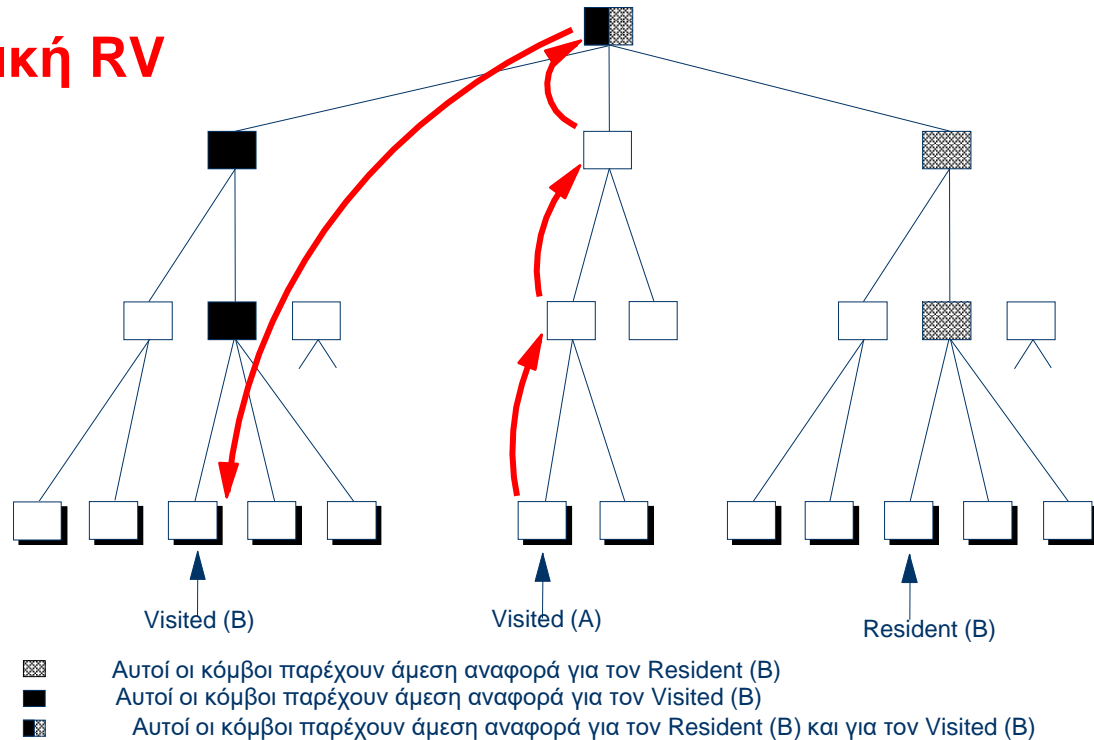 RV
Visited (B)
Visited (A)
Resident (B)
Αυτοί οι κόμβοι παρέχουν άμεση αναφορά για τον Resident (B)
Αυτοί οι κόμβοι παρέχουν άμεση αναφορά για τον Visited (B)
Αυτοί οι κόμβοι παρέχουν άμεση αναφορά για τον Resident (B) και για τον Visited (B)